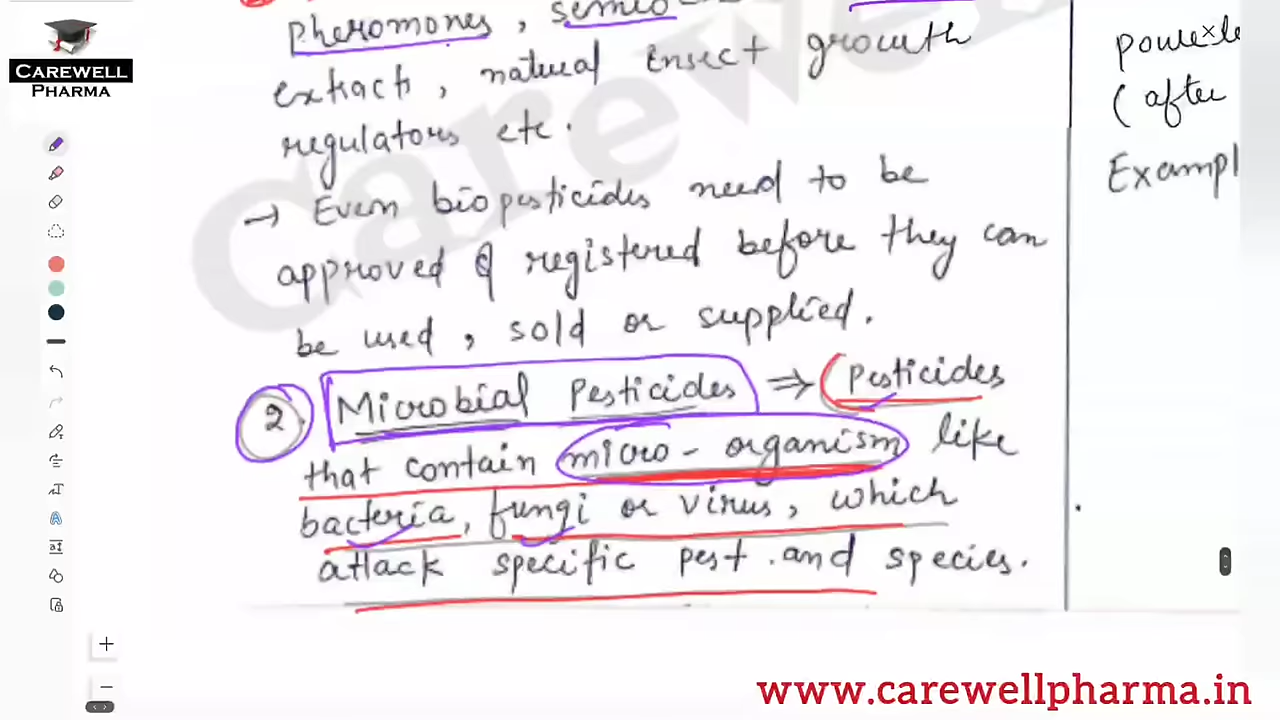 CAREWELL
PHARMA
Pheromones, semio
extracts, natural Insect growth
regulators etc.
→ Even biopesticides need to be
approved & registered before they can
be used, sold or supplied.
2 Microbial Pesticides ⇒ (Pesticides
that contain micro-organism like
bacteria, fungi or virus, which
attack specific pest and species.
(after
Exampl
www.carewellpharma.in